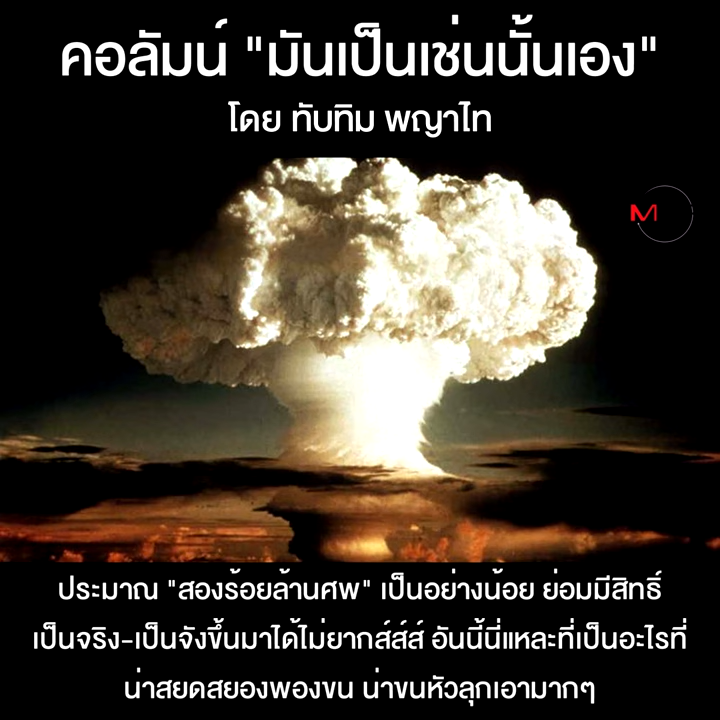 คอลัมน์ "มันเป็นเช่นนั้นเอง"
โดย ทับทิม พญาไท
M
ประมาณ "สองร้อยล้านศพ" เป็นอย่างน้อย ย่อมมีสิทธิ์
เป็นจริง-เป็นจังขึ้นมาได้ไม่ยากส์ส์ส์ อันนี้นี่แหละที่เป็นอะไรที่
น่าสยดสยองพองขน น่าขนหัวลุกเอามากๆ